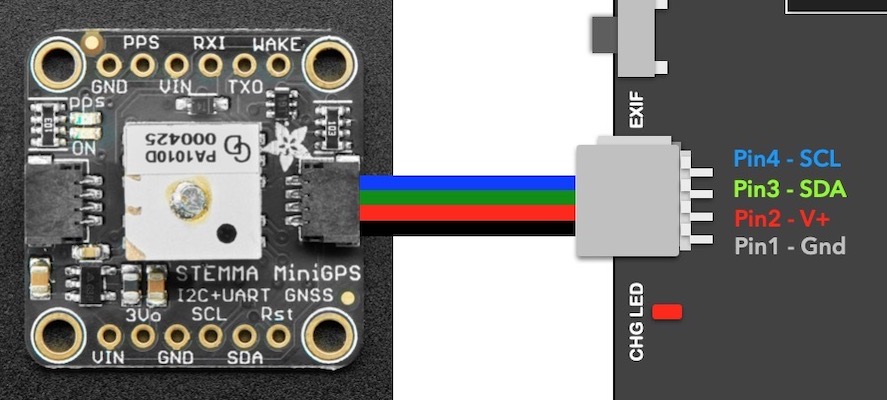 PPS RXI WAKE
GND VIN TXO
PPS
ON
PA1010D
000425
103
STEMMA MiniGPS
I2C+UART GNSS
3Vo SCL Rst
VIN GND SDA
EXIF
Pin4 - SCL
Pin3 - SDA
Pin2 - V+
Pin1 - Gnd
CHG LED